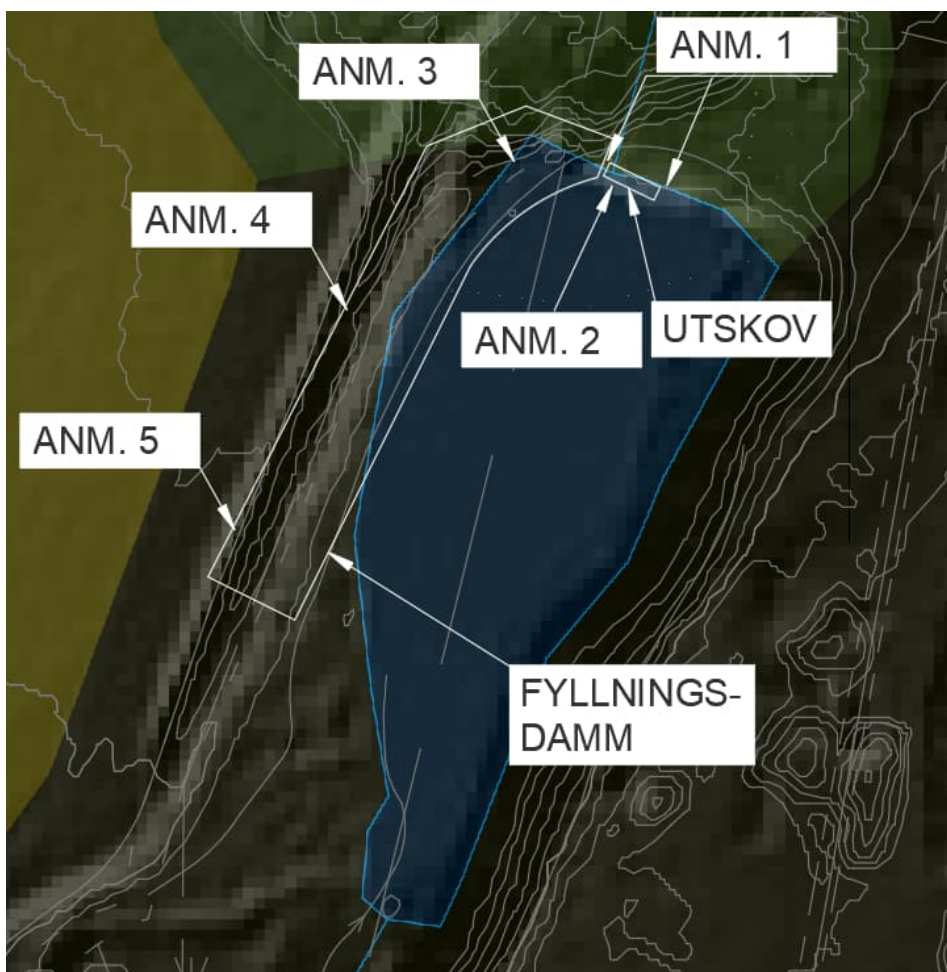 ANM. 1
ANM. 3
ANM. 4
ANM. 2
UTSKOV
ANM. 5
FYLLNINGS-
DAMM